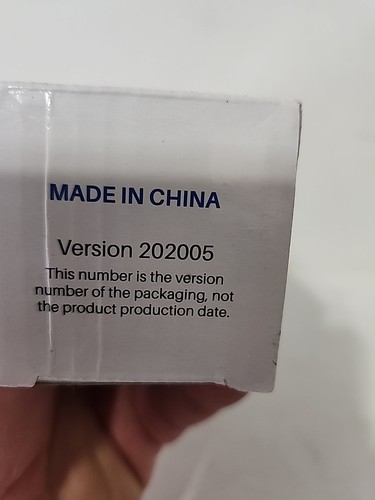 MADE IN CHINA
Version 202005
This number is the version
number of the packaging, not
the product production date.